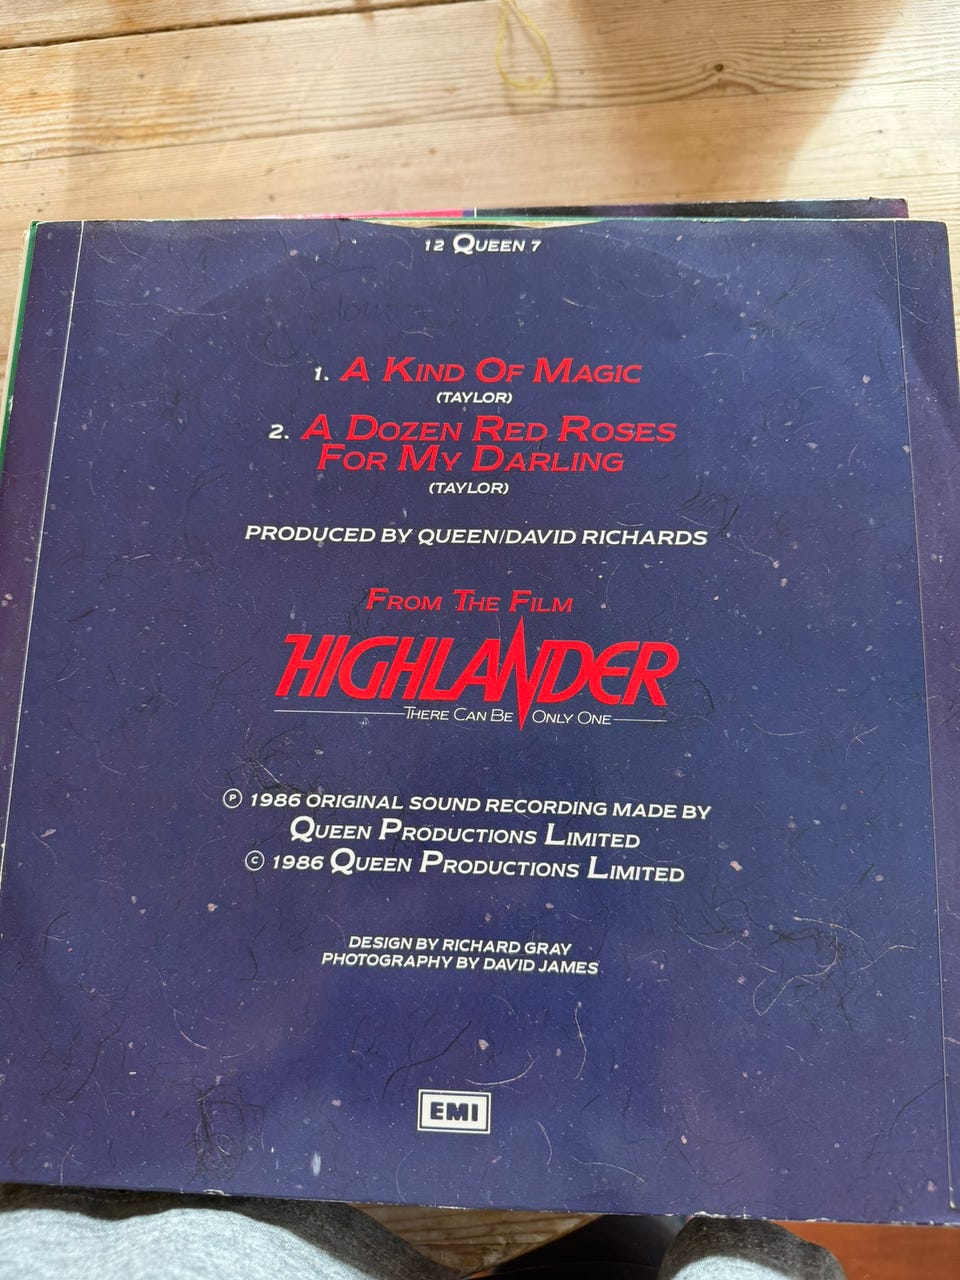 12 QUEEN 7
1. A KIND OF MAGIC
(TAYLOR)
2. A DOZEN RED ROSES
FOR MY DARLING
(TAYLOR)
PRODUCED BY QUEEN/DAVID RICHARDS
FROM THE FILM
HIGHLANDER
THERE CAN BE ONLY ONE
Ⓟ 1986 ORIGINAL SOUND RECORDING MADE BY
QUEEN PRODUCTIONS LIMITED
© 1986 QUEEN PRODUCTIONS LIMITED
DESIGN BY RICHARD GRAY
PHOTOGRAPHY BY DAVID JAMES
EMI